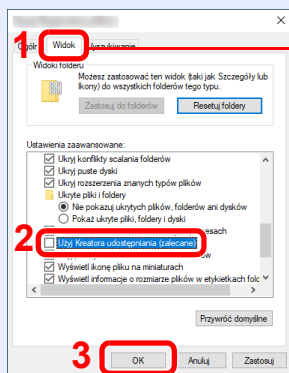 1
Ogólne Widok Wyszukiwanie
Widoki folderu
Możesz zastosować ten widok (taki jak Szczegóły lub
Ikony) do wszystkich folderów tego typu.
Zastosuj do folderów Resetuj foldery
Ustawienia zaawansowane:
Ukryj konflikty scalania folderów
Ukryj puste dyski
Ukryj rozszerzenia znanych typów plików
Ukryte pliki i foldery
Nie pokazuj ukrytych plików, folderów ani dysków
Pokaż ukryte pliki, foldery i dyski
esach
2
Użyj Kreatora udostępniania (zalecane)
ów
Wyświetl ikonę pliku na miniaturach
Wyświetl informacje o rozmiarze plików w etykietkach folc
Przywróć domyślne
3
OK Anuluj Zastosuj